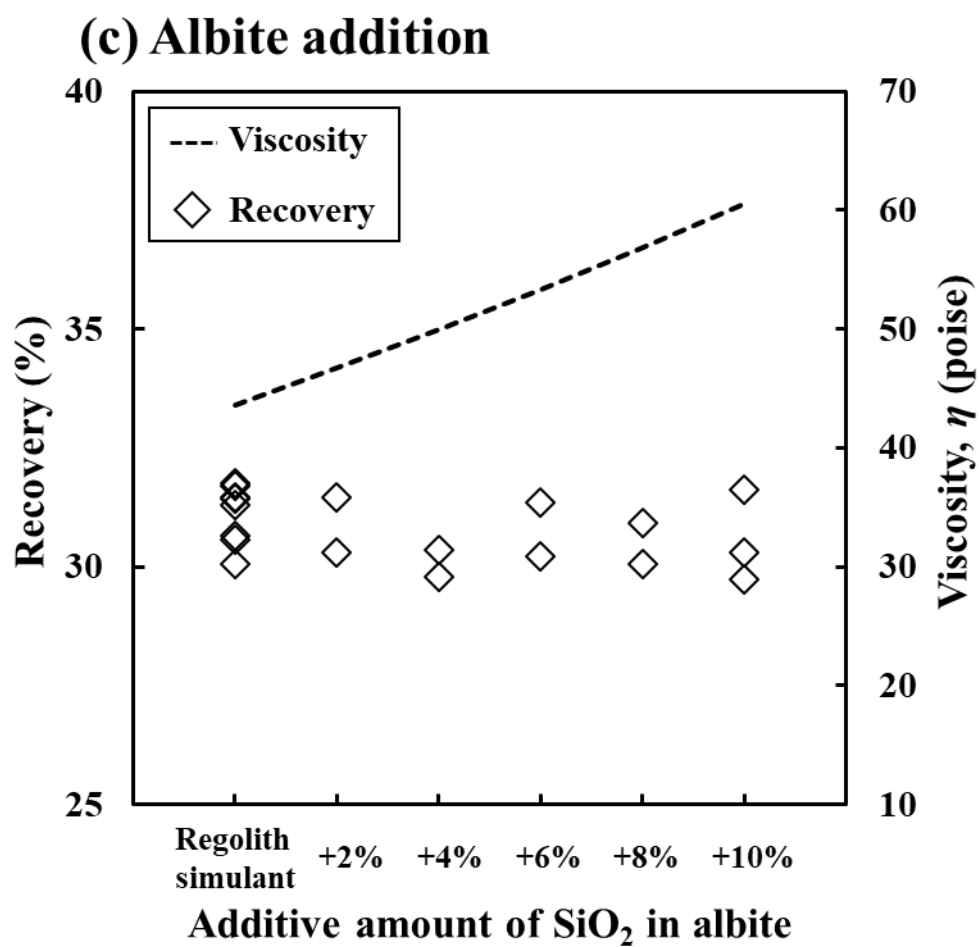 (c) Albite addition
40
35
30
25
Recovery (%)
Viscosity
Recovery
70
60
50
40
30
20
10
Viscosity, η (poise)
Regolith
simulant
+2%
+4%
+6%
+8%
+10%
Additive amount of SiO₂ in albite